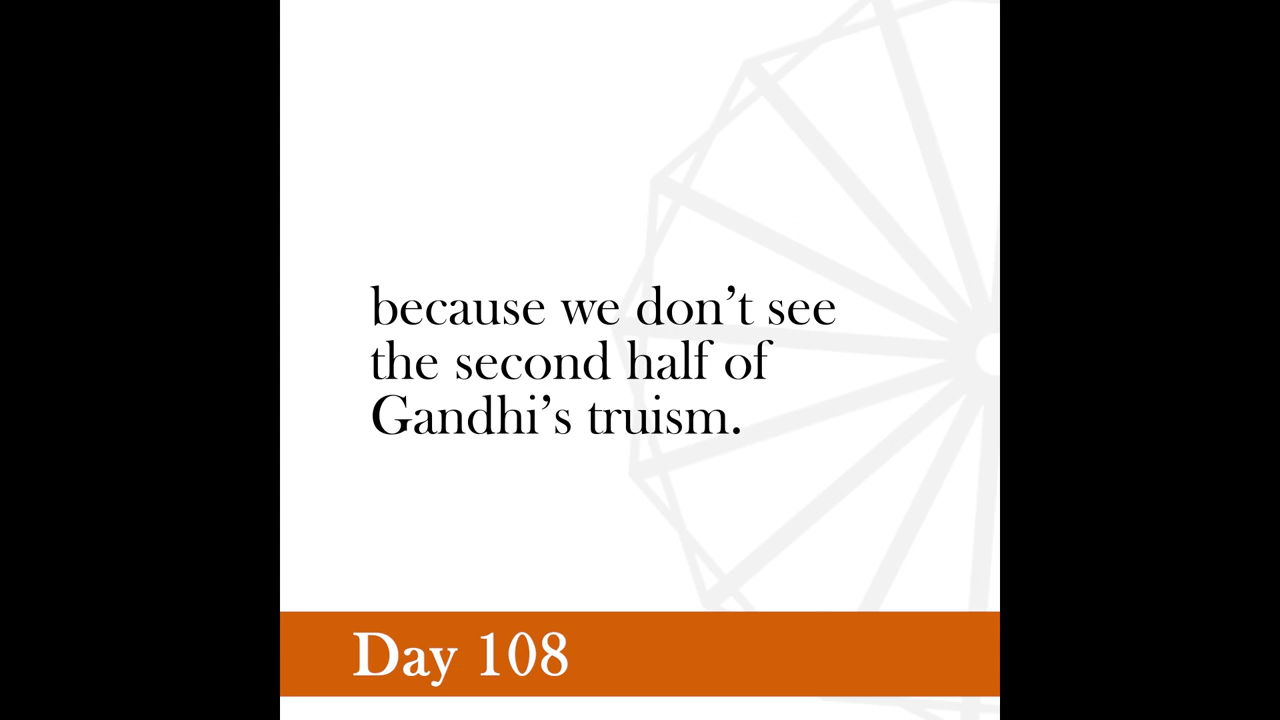 because we don’t see
the second half of
Gandhi’s truism.
Day 108